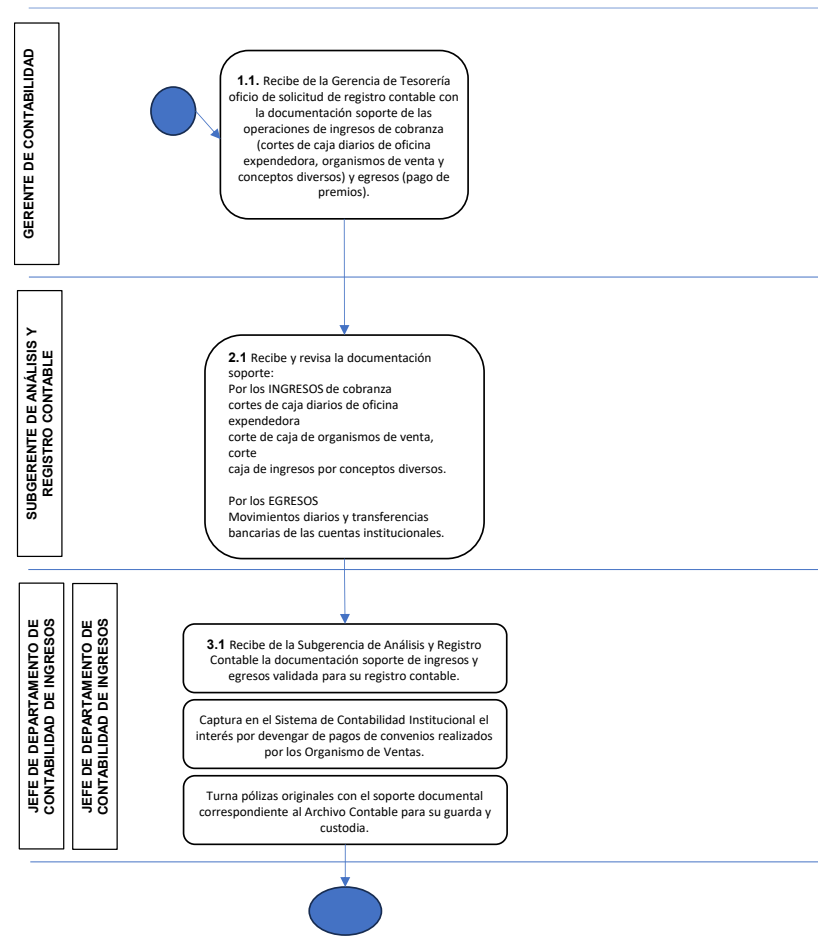 GERENTE DE CONTABILIDAD
1.1. Recibe de la Gerencia de Tesorería
oficio de solicitud de registro contable con
la documentación soporte de las
operaciones de ingresos de cobranza
(cortes de caja diarios de oficina
expendedora, organismos de venta y
conceptos diversos) y egresos (pago de
premios).
SUBGERENTE DE ANÁLISIS Y
REGISTRO CONTABLE
2.1 Recibe y revisa la documentación
soporte:
Por los INGRESOS de cobranza
cortes de caja diarios de oficina
expendedora
corte de caja de organismos de venta,
corte
caja de ingresos por conceptos diversos.
Por los EGRESOS
Movimientos diarios y transferencias
bancarias de las cuentas institucionales.
JEFE DE DEPARTAMENTO DE
CONTABILIDAD DE INGRESOS
JEFE DE DEPARTAMENTO DE
CONTABILIDAD DE INGRESOS
3.1 Recibe de la Subgerencia de Análisis y Registro
Contable la documentación soporte de ingresos y
egresos validada para su registro contable.
Captura en el Sistema de Contabilidad Institucional el
interés por devengar de pagos de convenios realizados
por los Organismo de Ventas.
Turna pólizas originales con el soporte documental
correspondiente al Archivo Contable para su guarda y
custodia.